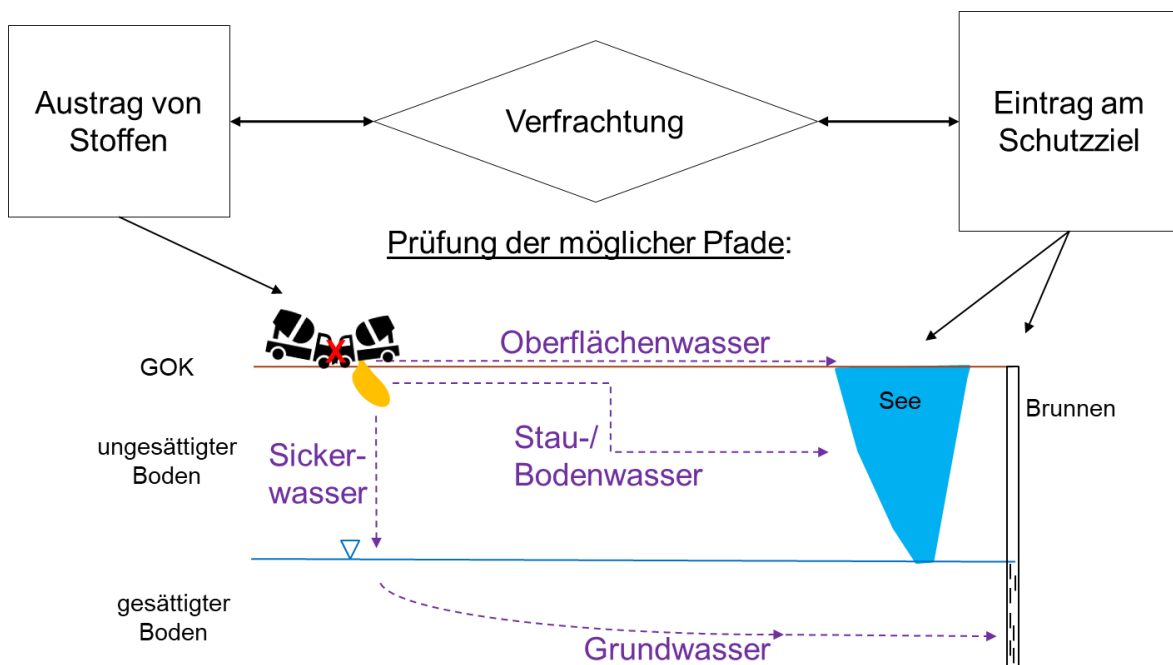 Austrag von
Stoffen
Verfrachtung
Eintrag am
Schutzziel
Prüfung der möglicher Pfade:
Oberflächenwasser
GOK
See
Brunnen
ungesättigter
Boden
Sicker-
wasser
Stau-/
Bodenwasser
gesättigter
Boden
Grundwasser